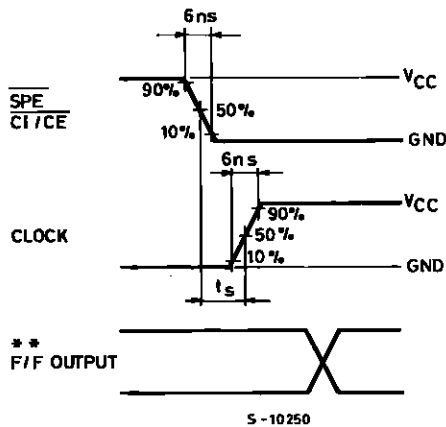 6ns
VCC
90%
SPE
50%
CI/CE
10%
GND
6ns
VCC
90%
CLOCK
50%
10%
GND
ts
**
F/F OUTPUT
S-10250